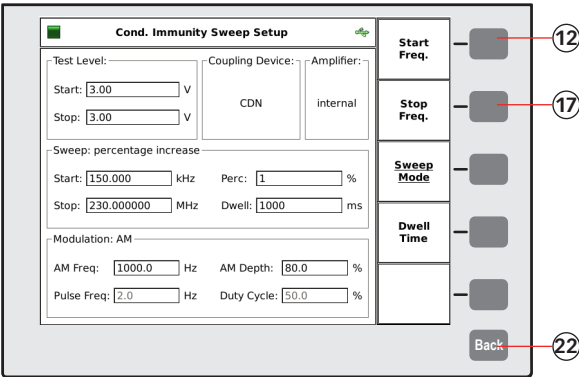 Cond. Immunity Sweep Setup
Test Level:
Start: 3.00 V
Stop: 3.00 V
Coupling Device:
CDN
Amplifier:
internal
Sweep: percentage increase
Start: 150.000 kHz Perc: 1 %
Stop: 230.000000 MHz Dwell: 1000 ms
Modulation: AM
AM Freq: 1000.0 Hz AM Depth: 80.0 %
Pulse Freq: 2.0 Hz Duty Cycle: 50.0 %
Start
Freq.
12
Stop
Freq.
17
Sweep
Mode
Dwell
Time
Back
22